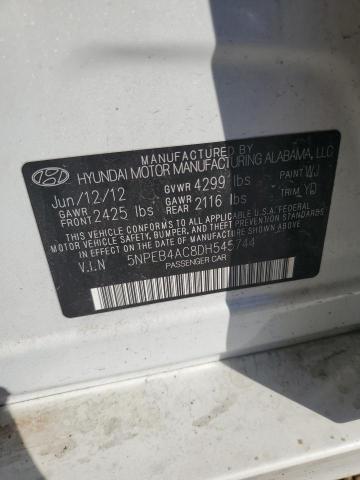 MANUFACTURED BY
HYUNDAI MOTOR MANUFACTURING ALABAMA, LLC
Jun/12/12 GVWR 4299 lbs PAINT WJ
GAWR FRONT 2425 lbs GAWR REAR 2116 lbs TRIM YD
THIS VEHICLE CONFORMS TO ALL APPLICABLE U.S.A. FEDERAL
MOTOR VEHICLE SAFETY, BUMPER, AND THEFT PREVENTION
STANDARDS IN EFFECT ON THE DATE OF MANUFACTURE SHOWN ABOVE.
V.I.N 5NPEB4AC8DH545744
PASSENGER CAR